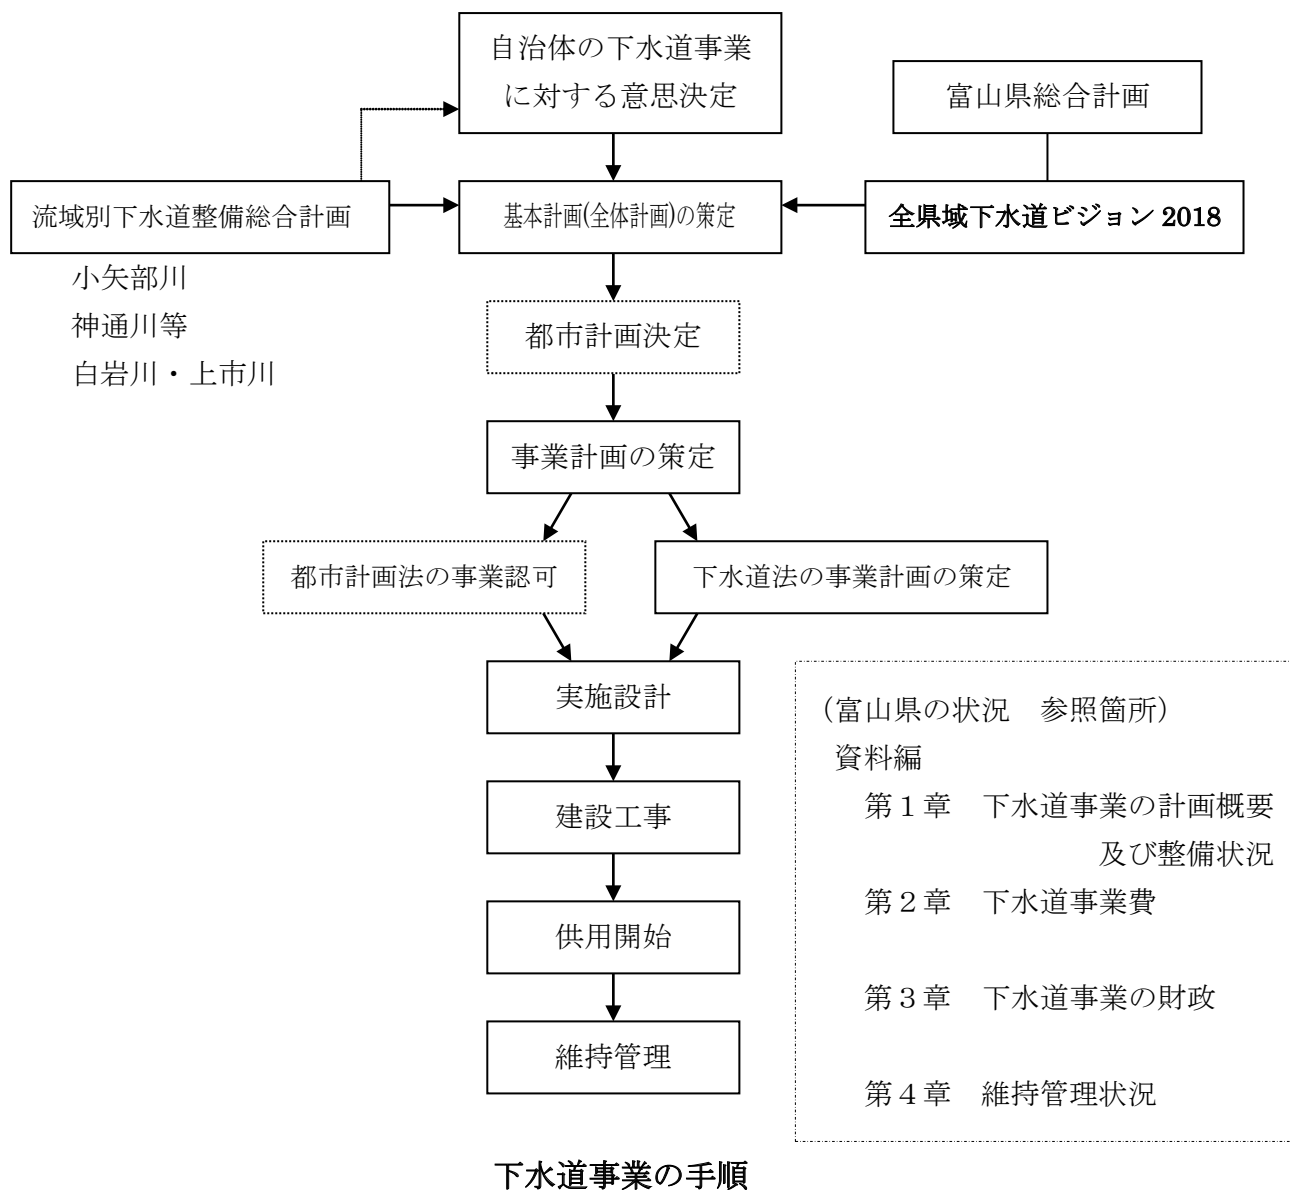 自治体の下水道事業
に対する意思決定
富山県総合計画
流域別下水道整備総合計画
基本計画(全体計画)の策定
全県域下水道ビジョン 2018
小矢部川
神通川等
白岩川・上市川
都市計画決定
事業計画の策定
都市計画法の事業認可
下水道法の事業計画の策定
実施設計
建設工事
供用開始
維持管理
（富山県の状況　参照箇所）
資料編
第１章　下水道事業の計画概要
及び整備状況
第２章　下水道事業費
第３章　下水道事業の財政
第４章　維持管理状況
下水道事業の手順